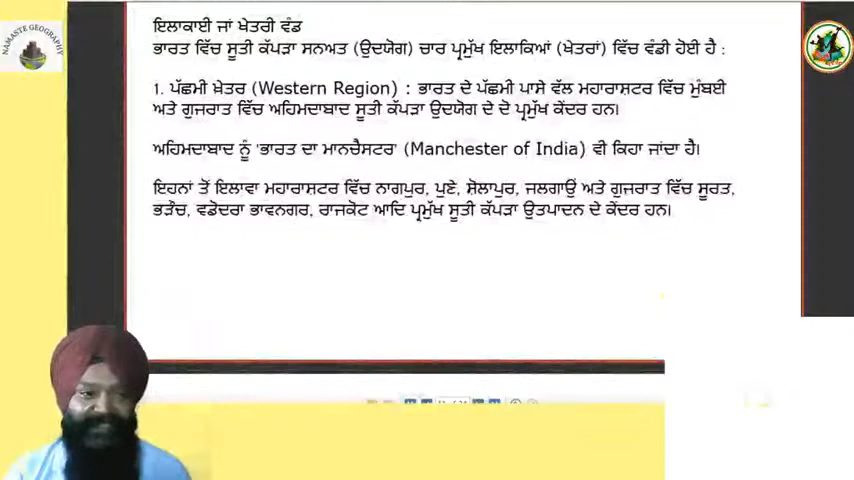 NAMASTE GEOGRAPHY
ਇਲਾਕਾਈ ਜਾਂ ਖੇਤਰੀ ਵੰਡ
ਭਾਰਤ ਵਿੱਚ ਸੂਤੀ ਕੱਪੜਾ ਸਨਅਤ (ਉਦਯੋਗ) ਚਾਰ ਪ੍ਰਮੁੱਖ ਇਲਾਕਿਆਂ (ਖੇਤਰਾਂ) ਵਿੱਚ ਵੰਡੀ ਹੋਈ ਹੈ :
1. ਪੱਛਮੀ ਖ਼ੇਤਰ (Western Region) : ਭਾਰਤ ਦੇ ਪੱਛਮੀ ਪਾਸੇ ਵੱਲ ਮਹਾਰਾਸ਼ਟਰ ਵਿੱਚ ਮੁੰਬਈ
ਅਤੇ ਗੁਜਰਾਤ ਵਿੱਚ ਅਹਿਮਦਾਬਾਦ ਸੂਤੀ ਕੱਪੜਾ ਉਦਯੋਗ ਦੇ ਦੋ ਪ੍ਰਮੁੱਖ ਕੇਂਦਰ ਹਨ।
ਅਹਿਮਦਾਬਾਦ ਨੂੰ 'ਭਾਰਤ ਦਾ ਮਾਨਚੈਸਟਰ' (Manchester of India) ਵੀ ਕਿਹਾ ਜਾਂਦਾ ਹੈ।
ਇਹਨਾਂ ਤੋਂ ਇਲਾਵਾ ਮਹਾਰਾਸ਼ਟਰ ਵਿੱਚ ਨਾਗਪੁਰ, ਪੁਣੇ, ਸ਼ੋਲਾਪੁਰ, ਜਲਗਾਉਂ ਅਤੇ ਗੁਜਰਾਤ ਵਿੱਚ ਸੂਰਤ,
ਭੜੌਚ, ਵਡੋਦਰਾ ਭਾਵਨਗਰ, ਰਾਜਕੋਟ ਆਦਿ ਪ੍ਰਮੁੱਖ ਸੂਤੀ ਕੱਪੜਾ ਉਤਪਾਦਨ ਦੇ ਕੇਂਦਰ ਹਨ।